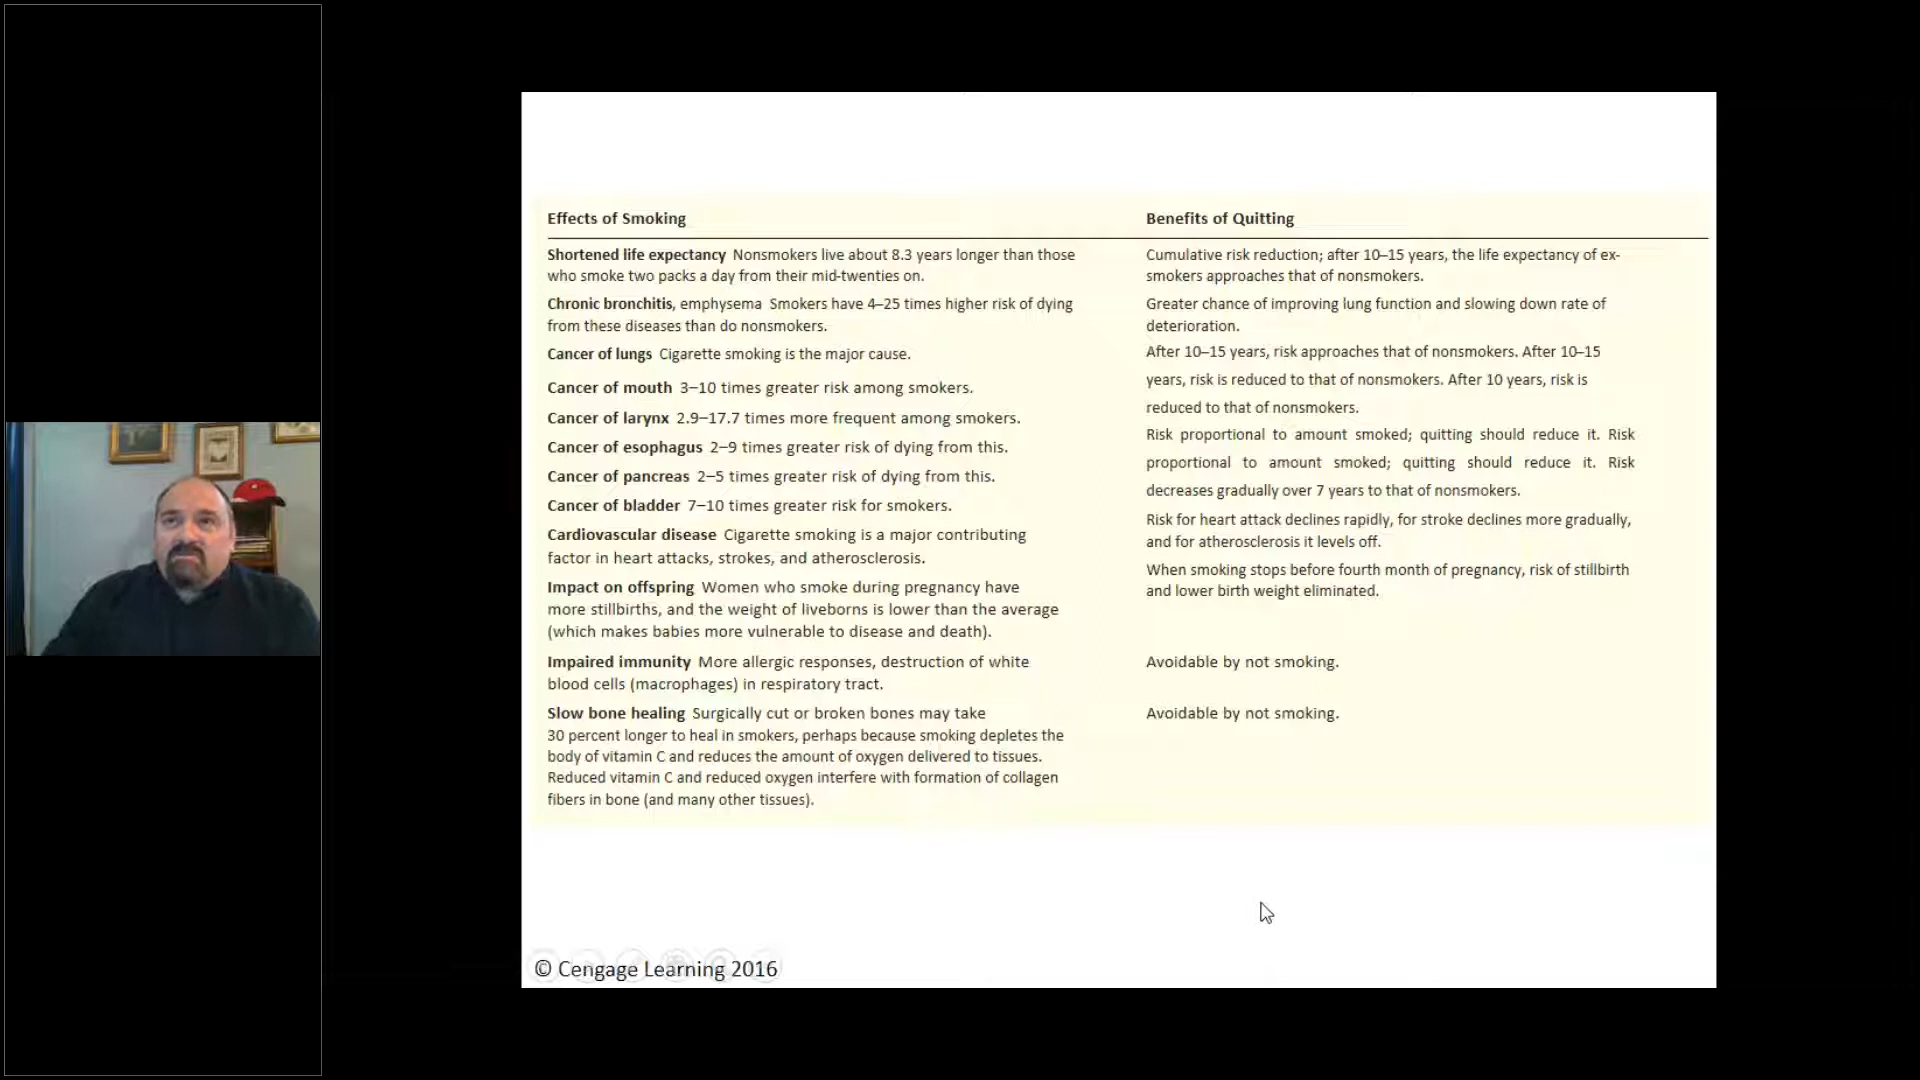 Effects of Smoking
Benefits of Quitting
Shortened life expectancy Nonsmokers live about 8.3 years longer than those
who smoke two packs a day from their mid-twenties on.
Cumulative risk reduction; after 10–15 years, the life expectancy of ex-
smokers approaches that of nonsmokers.
Chronic bronchitis, emphysema Smokers have 4–25 times higher risk of dying
from these diseases than do nonsmokers.
Greater chance of improving lung function and slowing down rate of
deterioration.
Cancer of lungs Cigarette smoking is the major cause.
Cancer of mouth 3–10 times greater risk among smokers.
Cancer of larynx 2.9–17.7 times more frequent among smokers.
After 10–15 years, risk approaches that of nonsmokers. After 10–15
years, risk is reduced to that of nonsmokers. After 10 years, risk is
reduced to that of nonsmokers.
Cancer of esophagus 2–9 times greater risk of dying from this.
Cancer of pancreas 2–5 times greater risk of dying from this.
Cancer of bladder 7–10 times greater risk for smokers.
Risk proportional to amount smoked; quitting should reduce it. Risk
proportional to amount smoked; quitting should reduce it. Risk
decreases gradually over 7 years to that of nonsmokers.
Cardiovascular disease Cigarette smoking is a major contributing
factor in heart attacks, strokes, and atherosclerosis.
Risk for heart attack declines rapidly, for stroke declines more gradually,
and for atherosclerosis it levels off.
Impact on offspring Women who smoke during pregnancy have
more stillbirths, and the weight of liveborns is lower than the average
(which makes babies more vulnerable to disease and death).
When smoking stops before fourth month of pregnancy, risk of stillbirth
and lower birth weight eliminated.
Impaired immunity More allergic responses, destruction of white
blood cells (macrophages) in respiratory tract.
Avoidable by not smoking.
Slow bone healing Surgically cut or broken bones may take
30 percent longer to heal in smokers, perhaps because smoking depletes the
body of vitamin C and reduces the amount of oxygen delivered to tissues.
Reduced vitamin C and reduced oxygen interfere with formation of collagen
fibers in bone (and many other tissues).
Avoidable by not smoking.
© Cengage Learning 2016